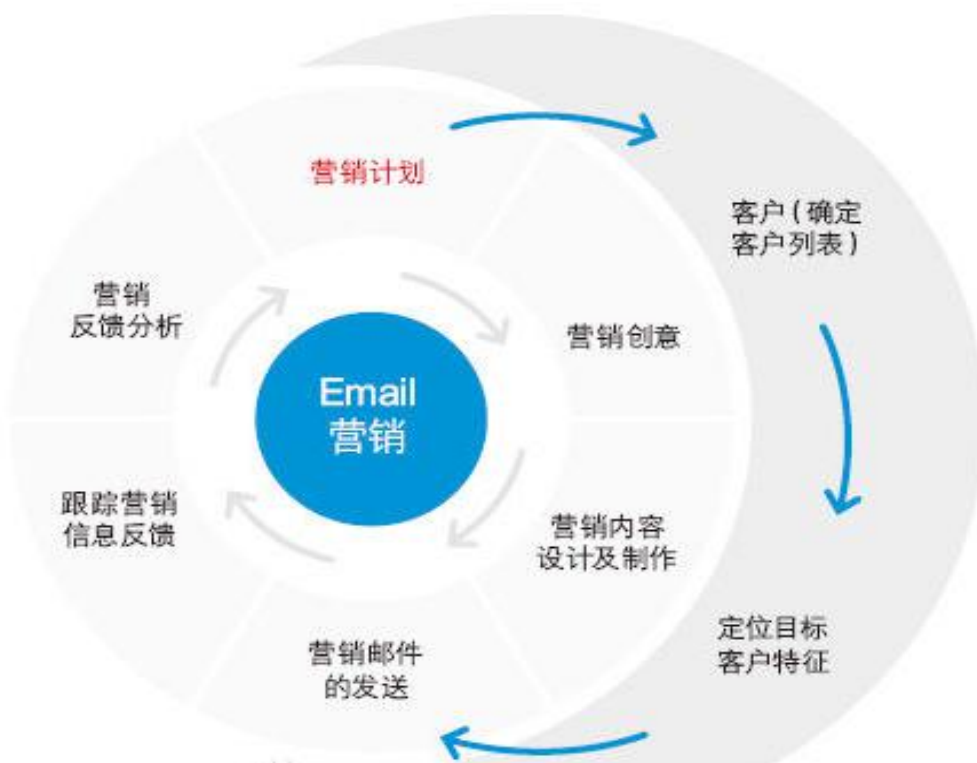 营销计划
客户(确定
客户列表)
营销
反馈分析
营销创意
Email
营销
跟踪营销
信息反馈
营销内容
设计及制作
定位目标
客户特征
营销邮件
的发送